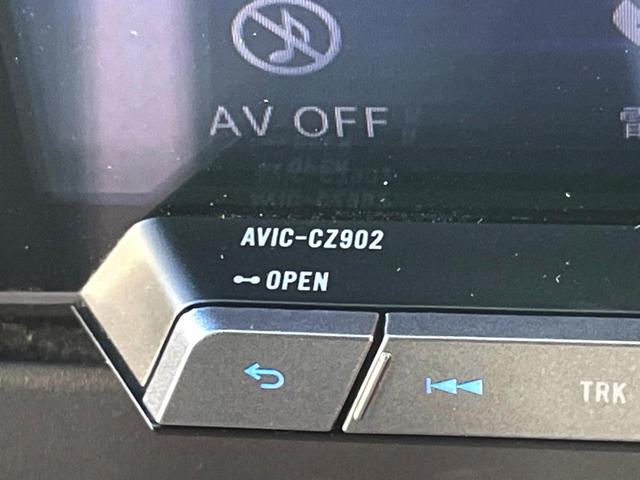 AV OFF
AVIC-CZ902
OPEN
TRK